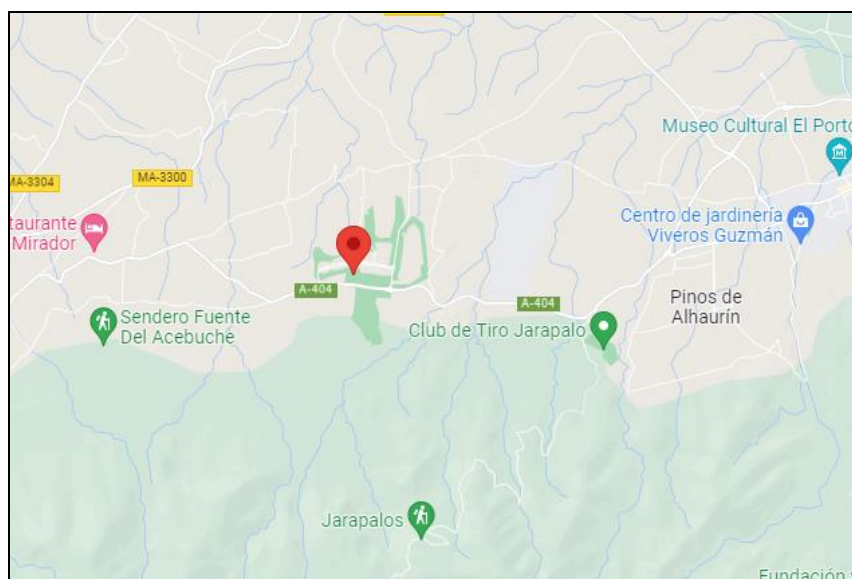 Museo Cultural El Porto
MA-3304
MA-3300
Centro de jardinería
Viveros Guzmán
taurante
Mirador
A-404
A-404
Pinos de
Alhaurín
Sendero Fuente
Del Acebuche
Club de Tiro Jarapalo
Jarapalos
Fundación